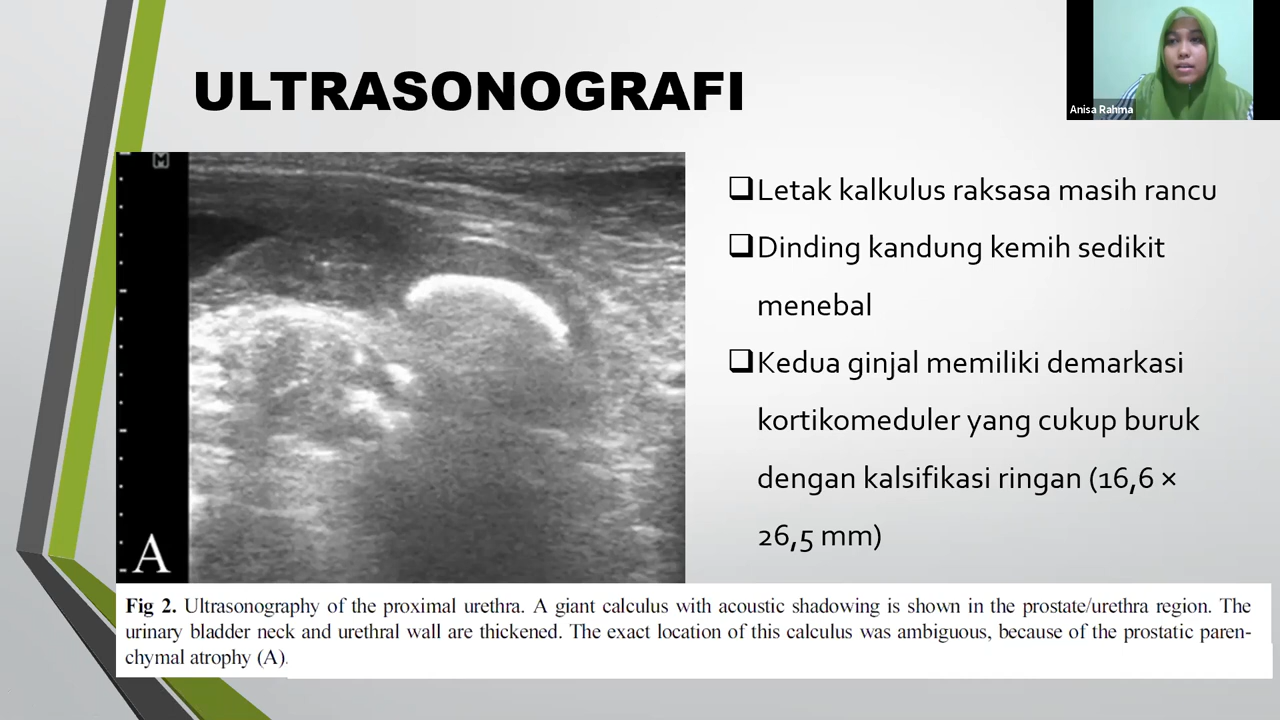 ULTRASONOGRAFI
Anisa Rahma
M
❑Letak kalkulus raksasa masih rancu
❑Dinding kandung kemih sedikit
menebal
❑Kedua ginjal memiliki demarkasi
kortikomeduler yang cukup buruk
dengan kalsifikasi ringan (16,6 ×
26,5 mm)
A
Fig 2. Ultrasonography of the proximal urethra. A giant calculus with acoustic shadowing is shown in the prostate/urethra region. The
urinary bladder neck and urethral wall are thickened. The exact location of this calculus was ambiguous, because of the prostatic paren-
chymal atrophy (A).